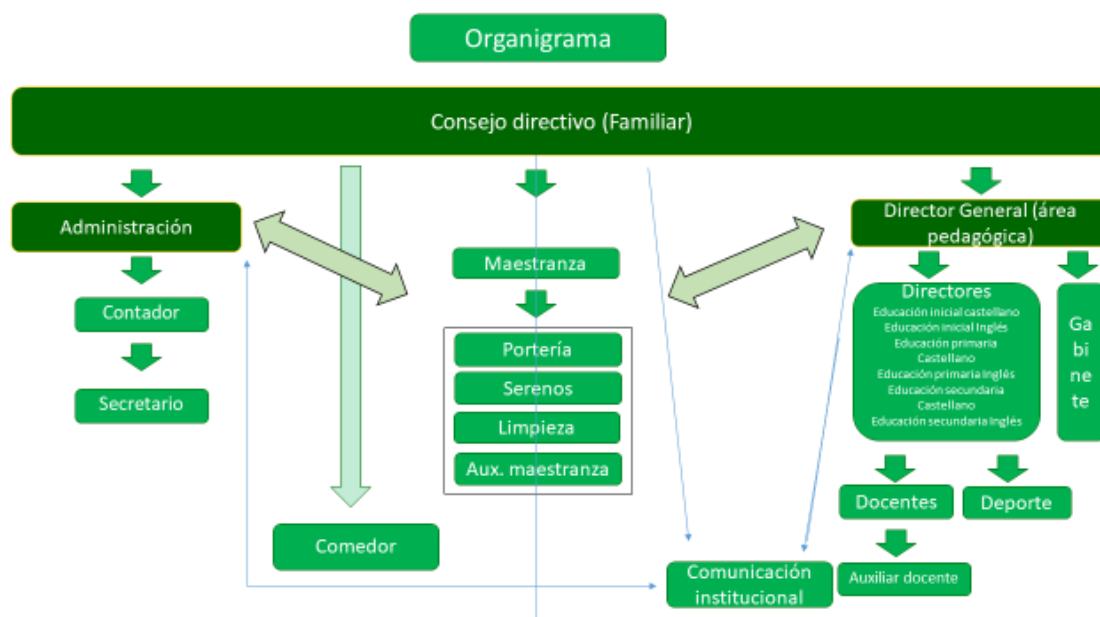 Organigrama
Consejo directivo (Familiar)
Administración
Contador
Secretario
Comedor
Maestranza
Portería
Serenos
Limpieza
Aux. maestranza
Comunicación
institucional
Director General (área
pedagógica)
Directores
Educación inicial castellano
Educación inicial Inglés
Educación primaria
Castellano
Educación primaria Inglés
Educación secundaria
Castellano
Educación secundaria Inglés
Ga
bi
ne
te
Docentes
Deporte
Auxiliar docente